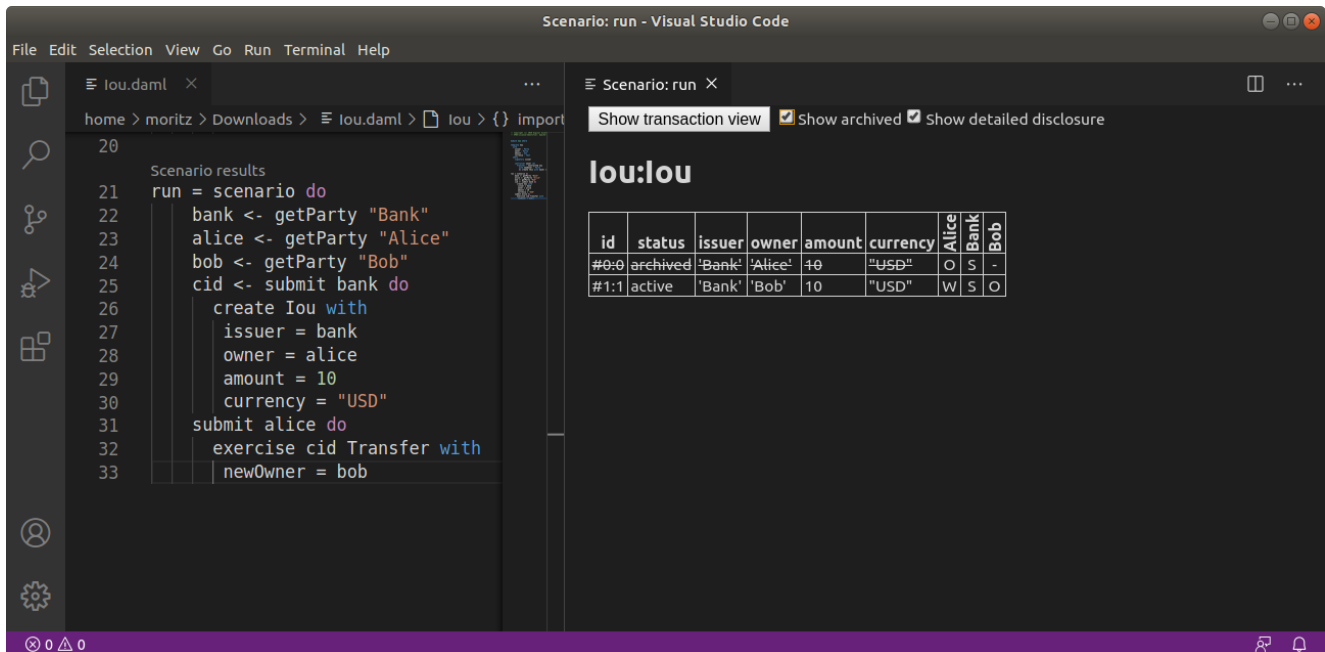 Scenario: run - Visual Studio Code
File Edit Selection View Go Run Terminal Help
Iou.daml
home > moritz > Downloads > Iou.daml > Iou > {} import
20
Scenario results
21 run = scenario do
22 bank <- getParty "Bank"
23 alice <- getParty "Alice"
24 bob <- getParty "Bob"
25 cid <- submit bank do
26 create Iou with
27 issuer = bank
28 owner = alice
29 amount = 10
30 currency = "USD"
31 submit alice do
32 exercise cid Transfer with
33 newOwner = bob
Scenario: run
Show transaction view Show archived Show detailed disclosure
Iou:Iou
id status issuer owner amount currency Alice Bank Bob
#0:0 archived 'Bank' 'Alice' 10 "USD" O S -
#1:1 active 'Bank' 'Bob' 10 "USD" W S O
0 0